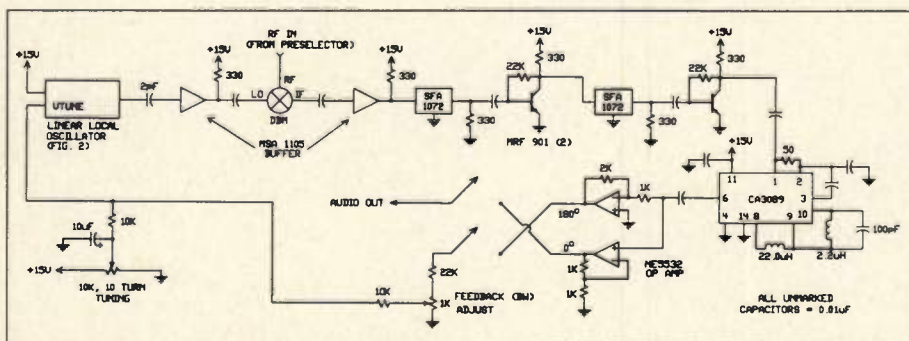 RF IN
(FROM PRESELECTOR)
+15V
+15V
+15V
+15V
+15V
330
330
330
330
22K
22K
2pF
UTUNE
LO
RF
IF
DBM
SFA
1072
SFA
1072
330
330
LINEAR LOCAL
OSCILLATOR
(FIG. 2)
MSA 1105
BUFFER
MRF 901 (2)
+15V
50
11
1
2
6
3
CA3089
10
4
14
8
9
100pF
22.0uH
2.2uH
AUDIO OUT
2K
1K
180°
0°
NE5532
OP AMP
1K
1K
10K
10uF
+15V
10K, 10 TURN
TUNING
10K
22K
1K
FEEDBACK (BW)
ADJUST
ALL UNMARKED
CAPACITORS = 0.01uF